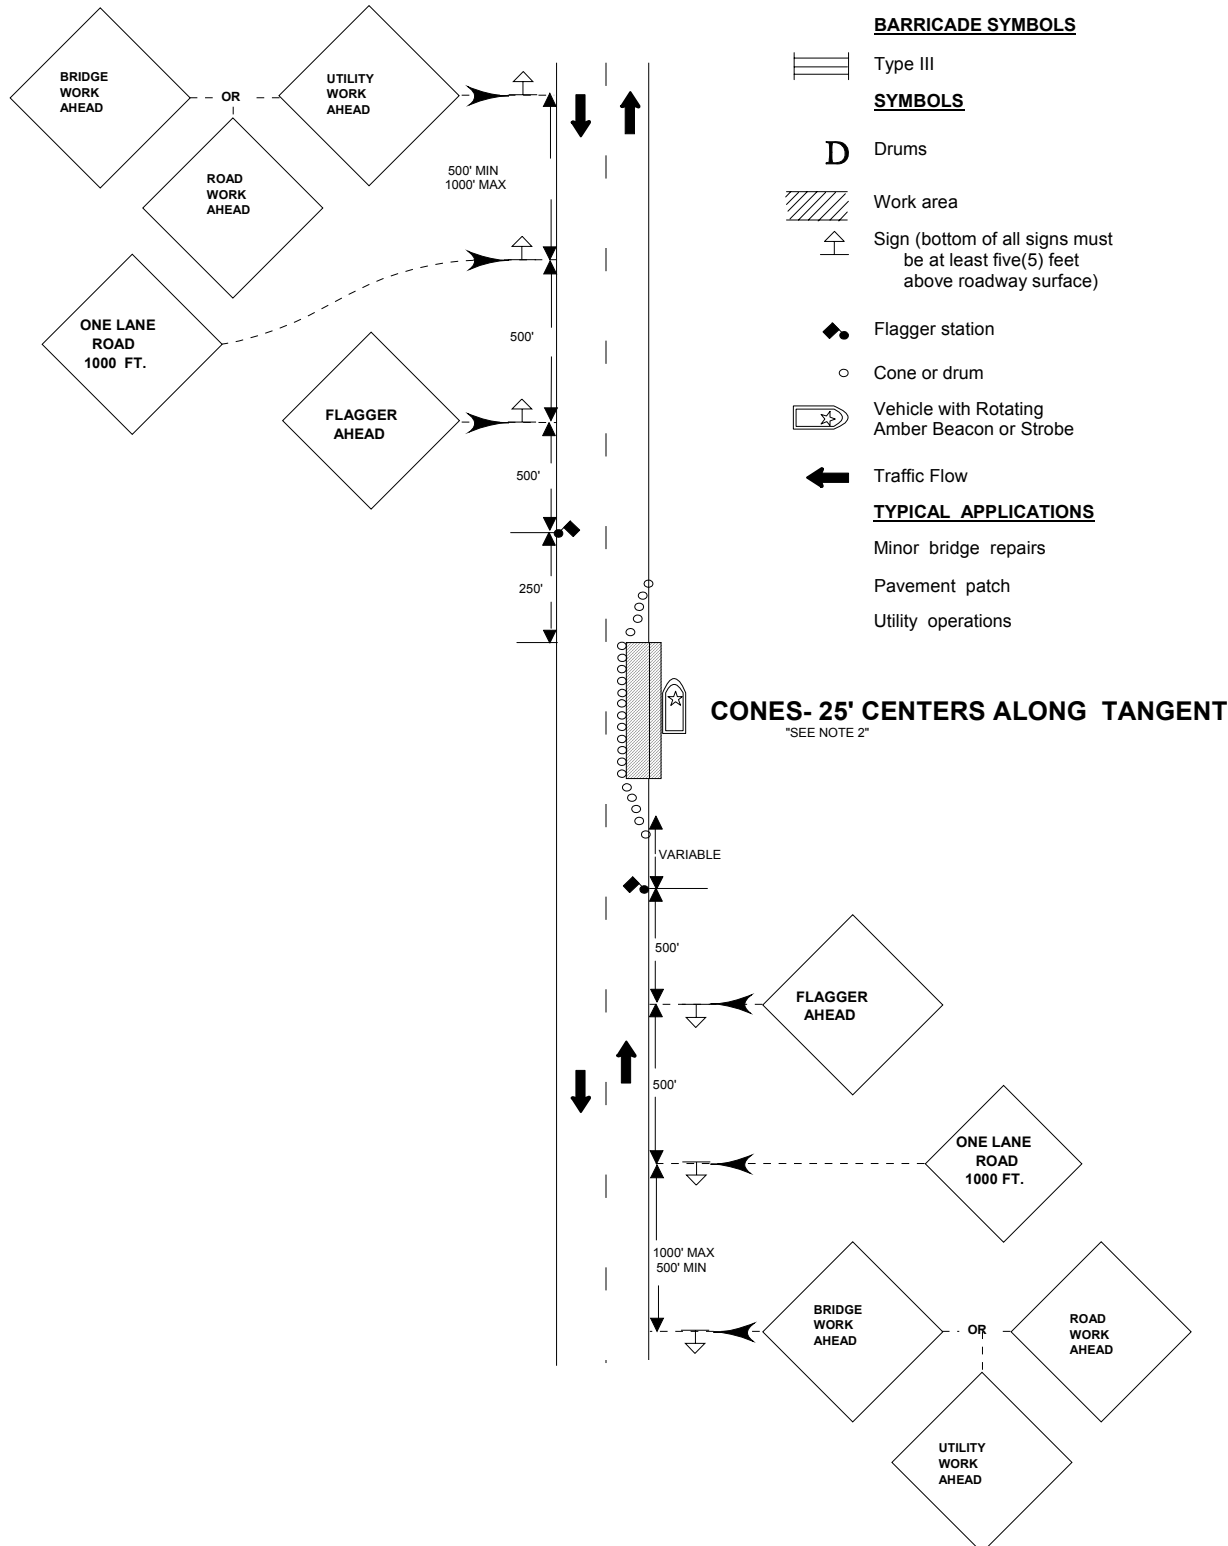 BRIDGE
WORK
AHEAD
OR
UTILITY
WORK
AHEAD
ROAD
WORK
AHEAD
500' MIN
1000' MAX
ONE LANE
ROAD
1000 FT.
500'
FLAGGER
AHEAD
500'
250'
BARRICADE SYMBOLS
Type III
SYMBOLS
D Drums
Work area
Sign (bottom of all signs must
be at least five(5) feet
above roadway surface)
Flagger station
Cone or drum
Vehicle with Rotating
Amber Beacon or Strobe
Traffic Flow
TYPICAL APPLICATIONS
Minor bridge repairs
Pavement patch
Utility operations
CONES- 25' CENTERS ALONG TANGENT
"SEE NOTE 2"
VARIABLE
500'
FLAGGER
AHEAD
500'
ONE LANE
ROAD
1000 FT.
1000' MAX
500' MIN
BRIDGE
WORK
AHEAD
OR
ROAD
WORK
AHEAD
UTILITY
WORK
AHEAD